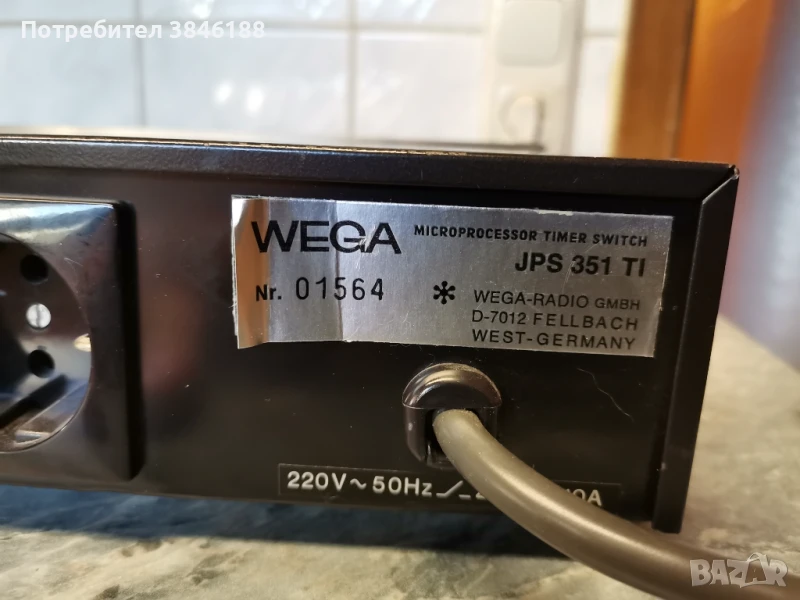 Потребител 3846188
WEGA MICROPROCESSOR TIMER SWITCH
JPS 351 TI
Nr. 01564 WEGA-RADIO GMBH
D-7012 FELLBACH
WEST-GERMANY
220V~50Hz
BAZAR